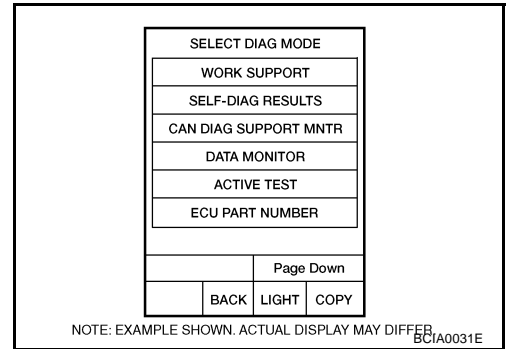 SELECT DIAG MODE
WORK SUPPORT
SELF-DIAG RESULTS
CAN DIAG SUPPORT MNTR
DATA MONITOR
ACTIVE TEST
ECU PART NUMBER
Page Down
BACK LIGHT COPY
NOTE: EXAMPLE SHOWN. ACTUAL DISPLAY MAY DIFFER.
BCIA0031E